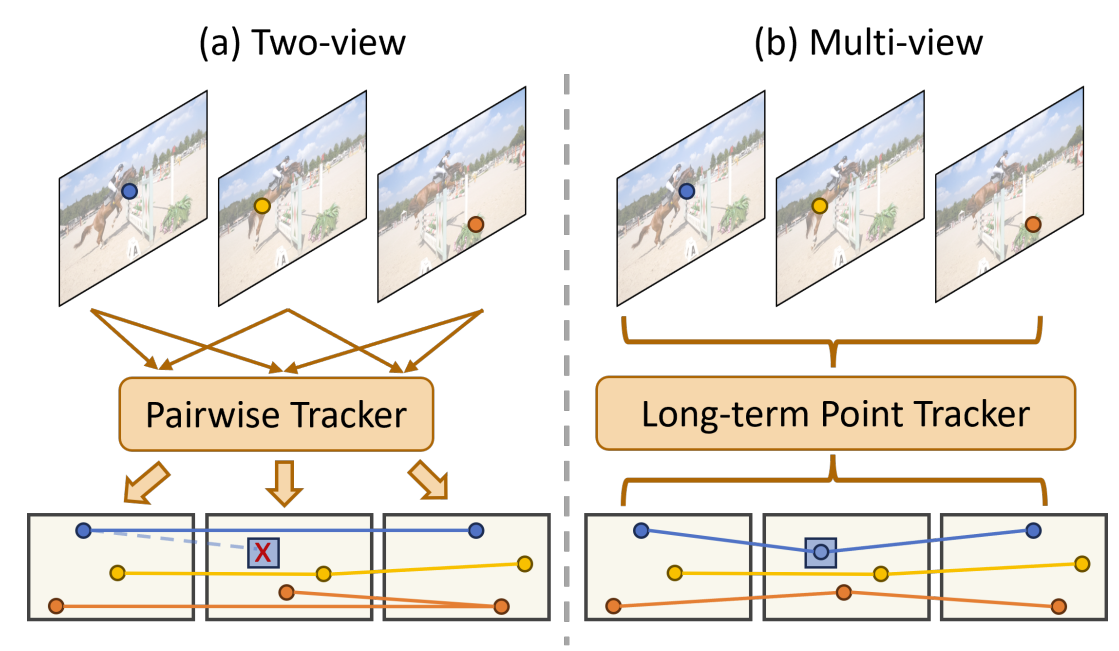 (a) Two-view
(b) Multi-view
Pairwise Tracker
Long-term Point Tracker
X